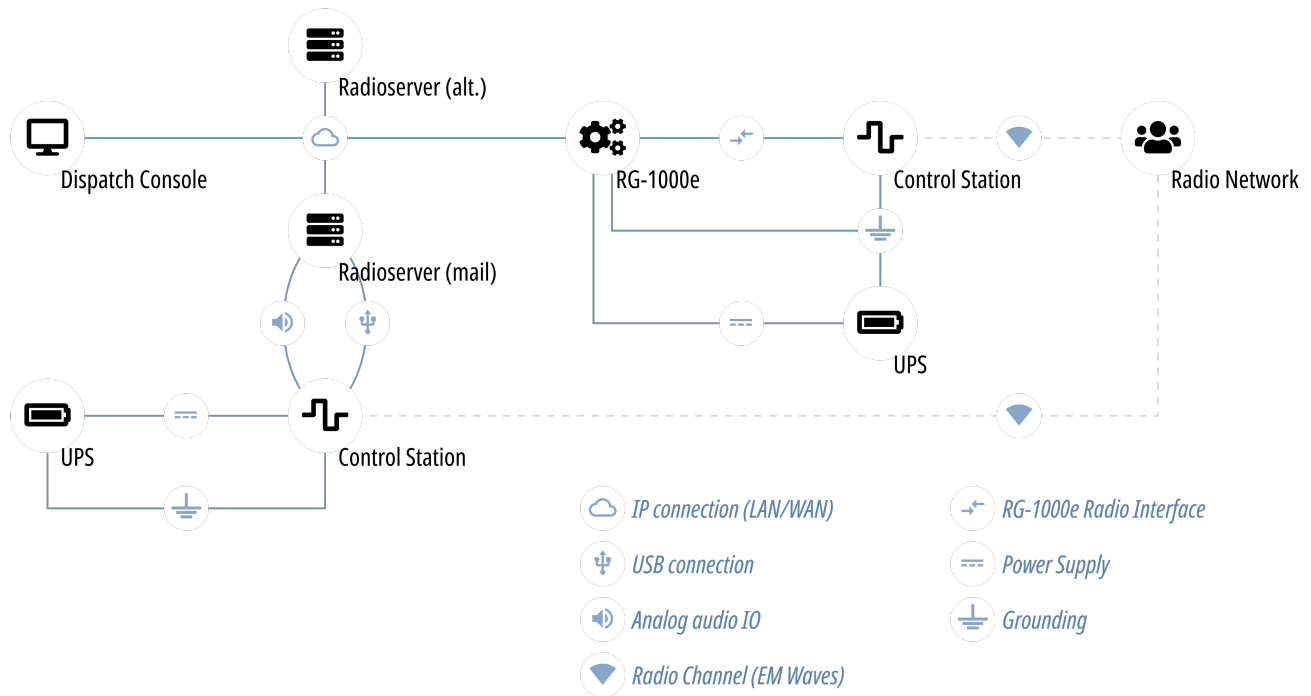 Radioserver (alt.)
Dispatch Console
RG-1000e
Control Station
Radio Network
Radioserver (mail)
UPS
UPS
Control Station
IP connection (LAN/WAN)
RG-1000e Radio Interface
USB connection
Power Supply
Analog audio IO
Grounding
Radio Channel (EM Waves)